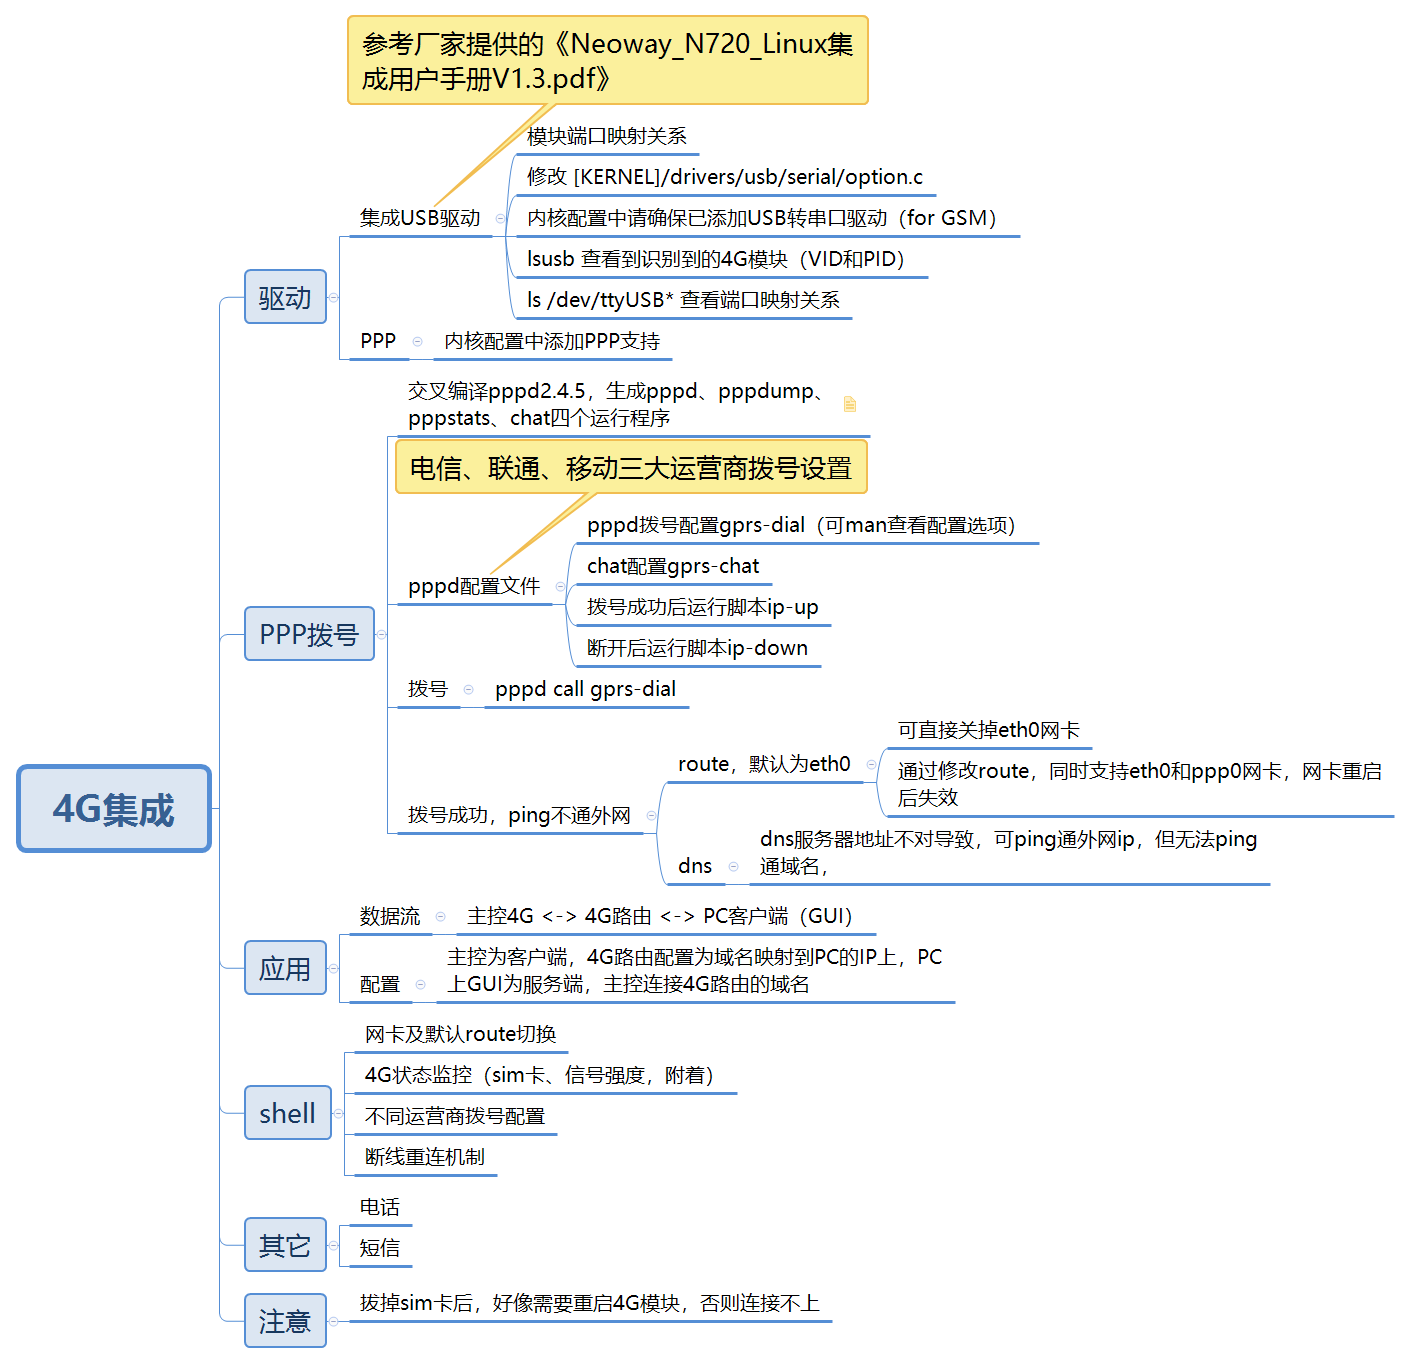 参考厂家提供的《Neoway_N720_Linux集
成用户手册V1.3.pdf》
模块端口映射关系
修改 [KERNEL]/drivers/usb/serial/option.c
集成USB驱动
内核配置中请确保已添加USB转串口驱动（for GSM）
lsusb 查看到识别到的4G模块（VID和PID）
驱动
ls /dev/ttyUSB* 查看端口映射关系
PPP
内核配置中添加PPP支持
交叉编译pppd2.4.5，生成pppd、pppdump、
pppstats、chat四个运行程序
电信、联通、移动三大运营商拨号设置
pppd拨号配置gprs-dial（可man查看配置选项）
chat配置gprs-chat
pppd配置文件
拨号成功后运行脚本ip-up
PPP拨号
断开后运行脚本ip-down
拨号
pppd call gprs-dial
可直接关掉eth0网卡
route，默认为eth0
通过修改route，同时支持eth0和ppp0网卡，网卡重启
后失效
4G集成
拨号成功，ping不通外网
dns服务器地址不对导致，可ping通外网ip，但无法ping
通域名，
dns
数据流
主控4G <-> 4G路由 <-> PC客户端（GUI）
应用
主控为客户端，4G路由配置为域名映射到PC的IP上，PC
上GUI为服务端，主控连接4G路由的域名
配置
网卡及默认route切换
4G状态监控（sim卡、信号强度，附着）
shell
不同运营商拨号配置
断线重连机制
电话
其它
短信
注意
拔掉sim卡后，好像需要重启4G模块，否则连接不上